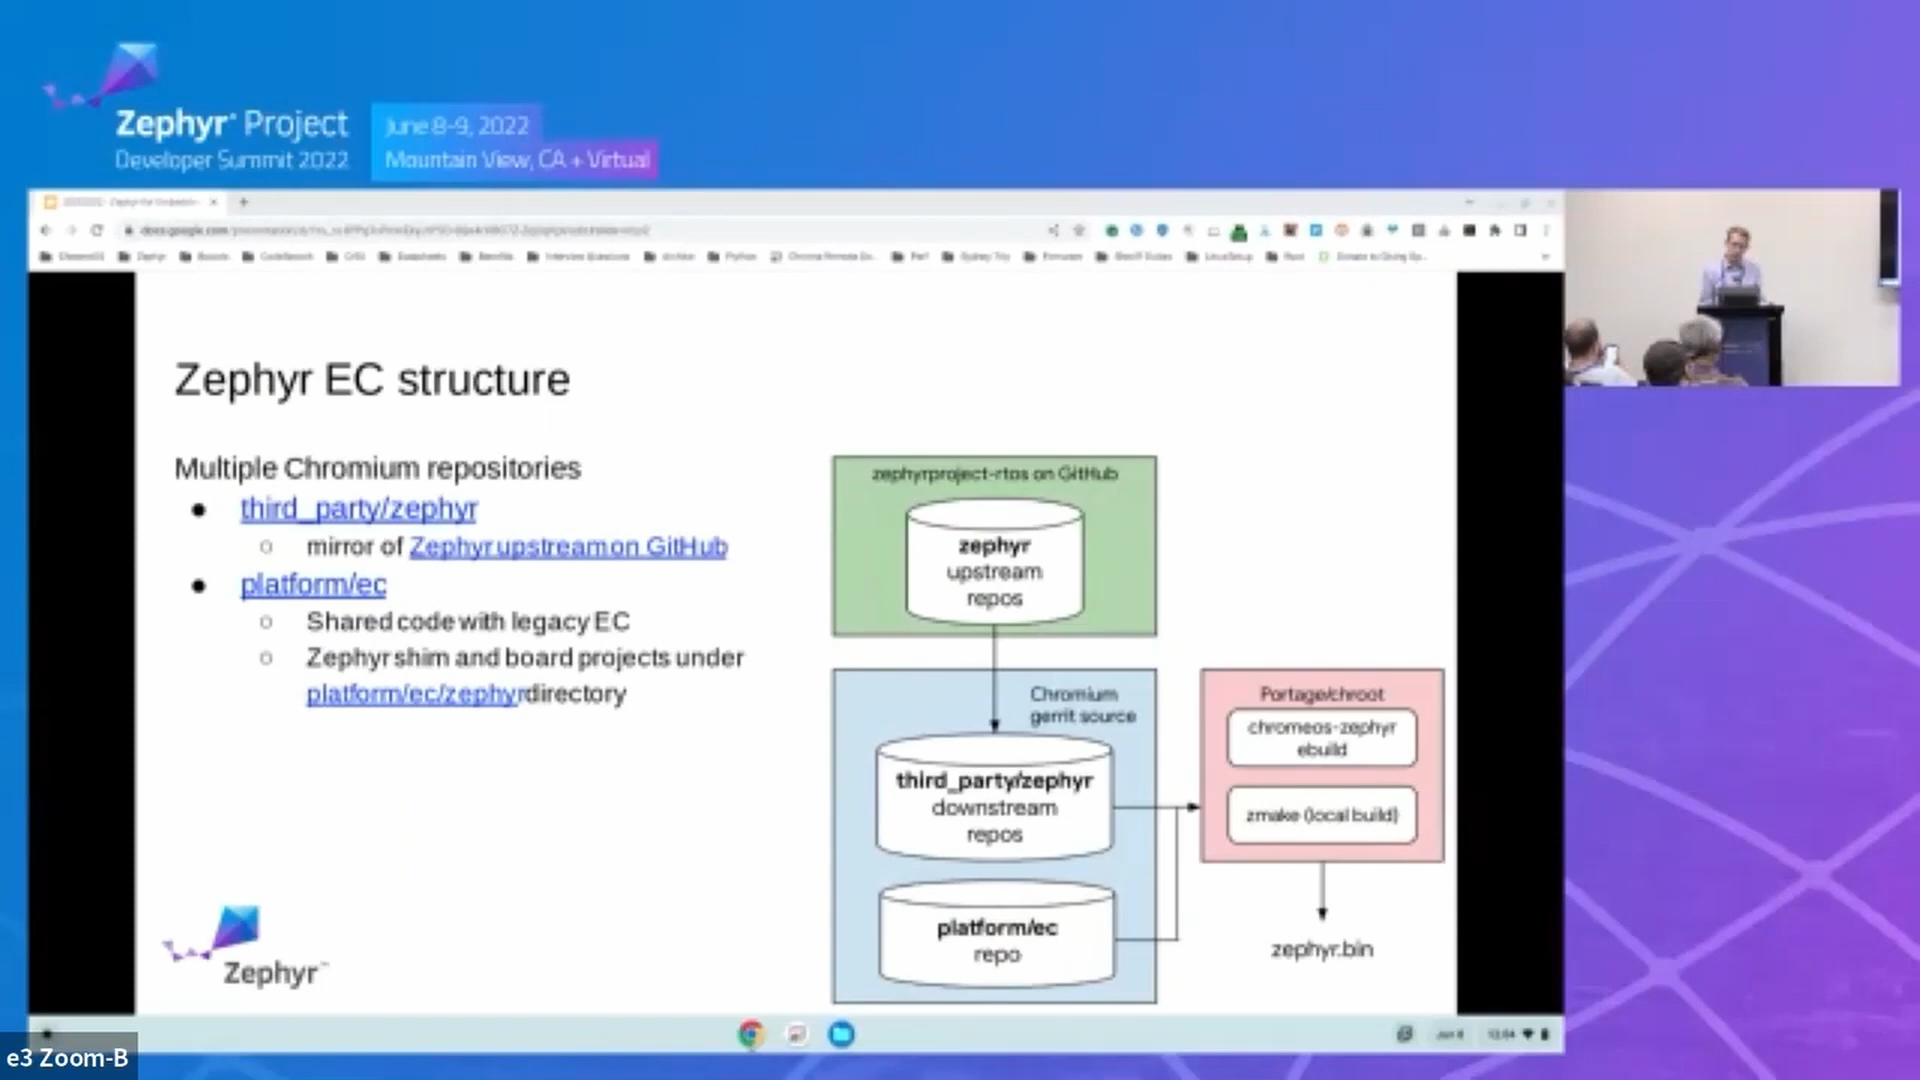 Zephyr® Project
Developer Summit 2022
June 8-9, 2022
Mountain View, CA + Virtual
Zephyr EC structure
Multiple Chromium repositories
● third_party/zephyr
○ mirror of Zephyr upstream on GitHub
● platform/ec
○ Shared code with legacy EC
○ Zephyr shim and board projects under
platform/ec/zephyr directory
zephyrproject-rtos on GitHub
zephyr
upstream
repos
Chromium
gerrit source
third_party/zephyr
downstream
repos
platform/ec
repo
Portage/chroot
chromeos-zephyr
ebuild
zmake (local build)
zephyr.bin
Zephyr™
e3 Zoom-B